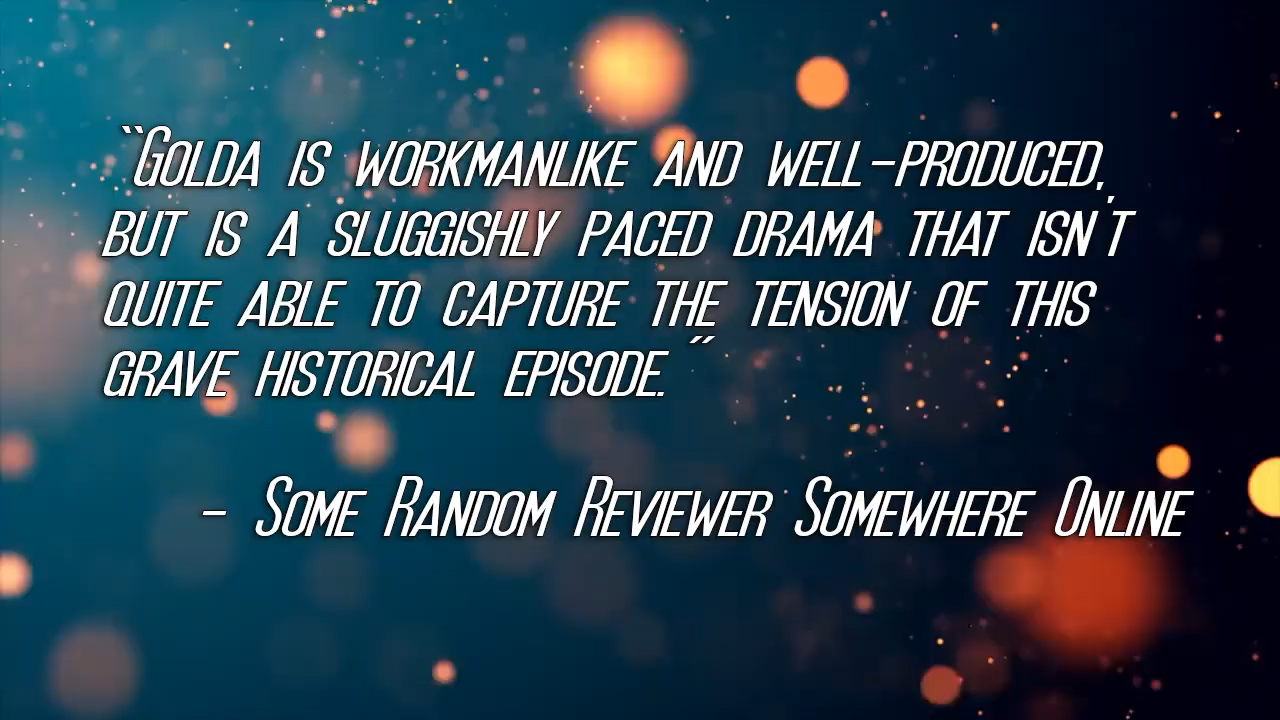 “Golda is workmanlike and well-produced,
but is a sluggishly paced drama that isn't
quite able to capture the tension of this
grave historical episode.”
- Some Random Reviewer Somewhere Online